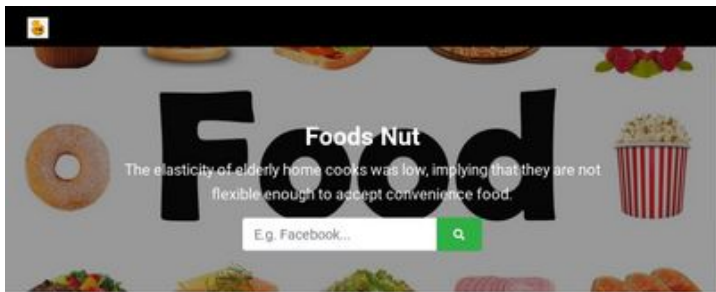 Food
Foods Nut
The elasticity of elderly home cooks was low, implying that they are not
flexible enough to accept convenience food.
E.g. Facebook...